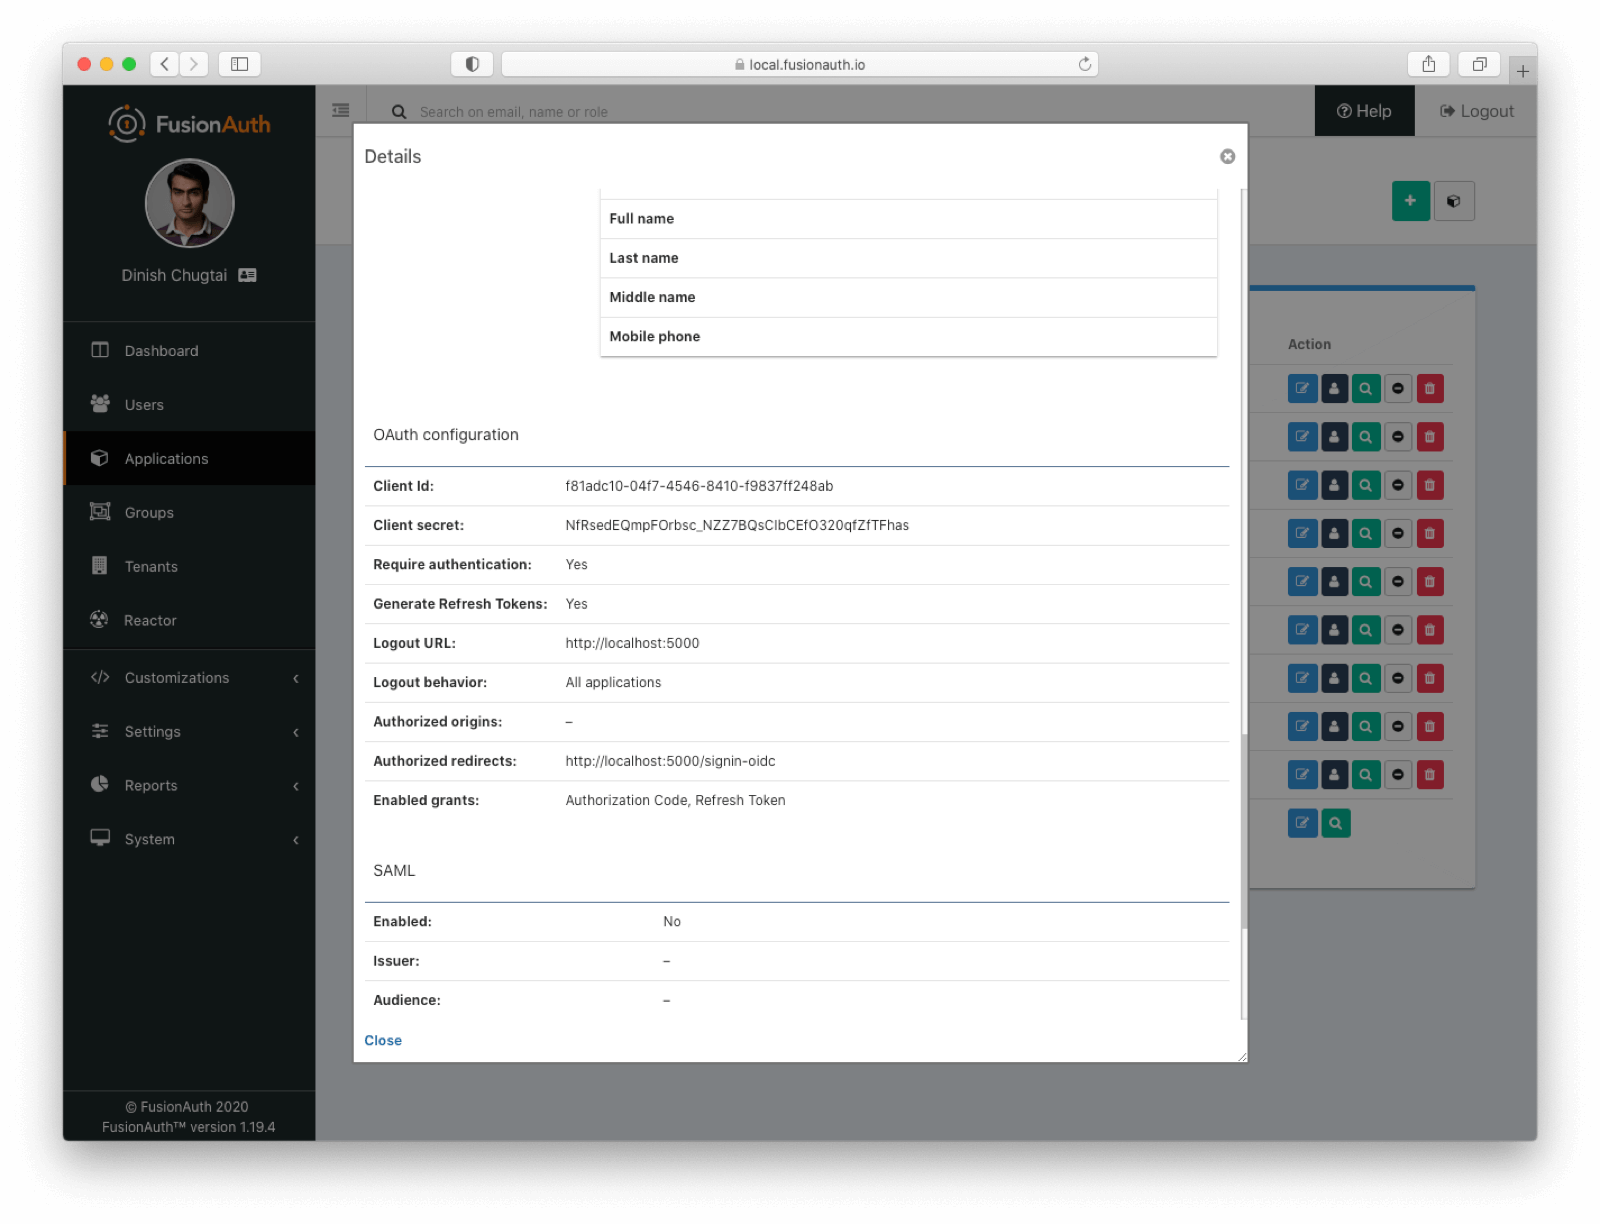 local.fusionauth.io
FusionAuth
Dinish Chugtai
Dashboard
Users
Applications
Groups
Tenants
Reactor
Customizations
Settings
Reports
System
© FusionAuth 2020
FusionAuth™ version 1.19.4
Search on email, name or role
Help
Logout
Details
Full name
Last name
Middle name
Mobile phone
OAuth configuration
Client Id: f81adc10-04f7-4546-8410-f9837ff248ab
Client secret: NfRsedEQmpFOrbsc_NZZ7BQsCIbCEfO320qfZfTFhas
Require authentication: Yes
Generate Refresh Tokens: Yes
Logout URL: http://localhost:5000
Logout behavior: All applications
Authorized origins: –
Authorized redirects: http://localhost:5000/signin-oidc
Enabled grants: Authorization Code, Refresh Token
SAML
Enabled: No
Issuer: –
Audience: –
Close
Action